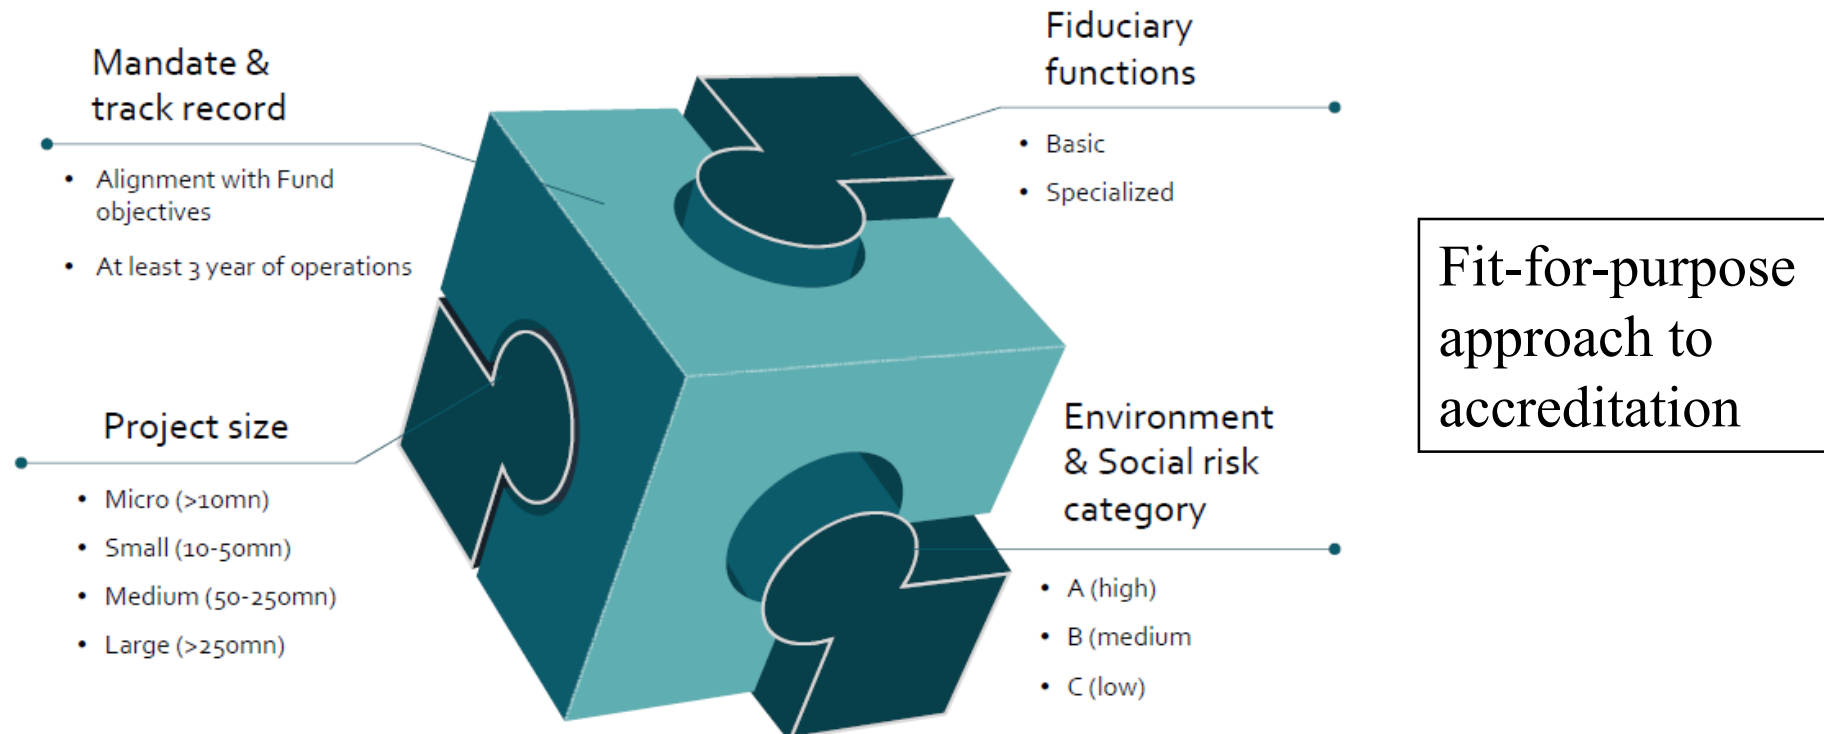 Mandate &
track record
• Alignment with Fund
objectives
• At least 3 year of operations
Project size
• Micro (>10mn)
• Small (10-50mn)
• Medium (50-250mn)
• Large (>250mn)
Fiduciary
functions
• Basic
• Specialized
Environment
& Social risk
category
• A (high)
• B (medium
• C (low)
Fit-for-purpose
approach to
accreditation